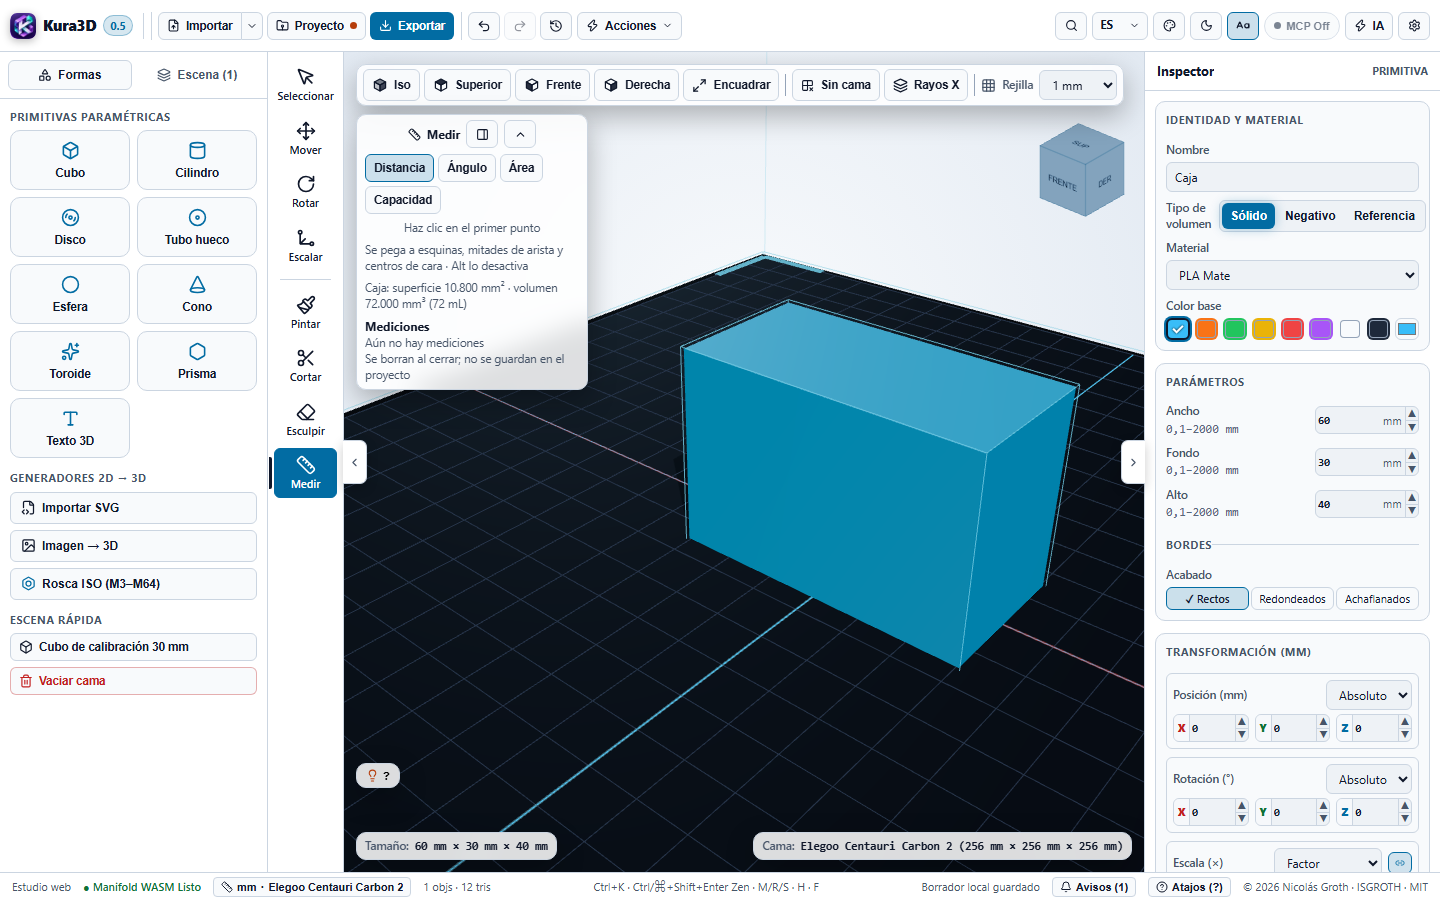 Kura3D 0.5 Importar Proyecto Exportar Acciones ES Aa MCP Off IA
Formas Escena (1)
PRIMITIVAS PARAMÉTRICAS
Cubo Cilindro
Disco Tubo hueco
Esfera Cono
Toroide Prisma
Texto 3D
GENERADORES 2D → 3D
Importar SVG
Imagen → 3D
Rosca ISO (M3–M64)
ESCENA RÁPIDA
Cubo de calibración 30 mm
Vaciar cama
Seleccionar
Mover
Rotar
Escalar
Pintar
Cortar
Esculpir
Medir
Iso Superior Frente Derecha Encuadrar Sin cama Rayos X Rejilla 1 mm
Medir
Distancia Ángulo Área
Capacidad
Haz clic en el primer punto
Se pega a esquinas, mitades de arista y
centros de cara · Alt lo desactiva
Caja: superficie 10.800 mm² · volumen
72.000 mm³ (72 mL)
Mediciones
Aún no hay mediciones
Se borran al cerrar; no se guardan en el
proyecto
SUP
FRENTE DER
?
Tamaño: 60 mm × 30 mm × 40 mm
Cama: Elegoo Centauri Carbon 2 (256 mm × 256 mm × 256 mm)
Inspector PRIMITIVA
IDENTIDAD Y MATERIAL
Nombre
Caja
Tipo de
volumen
Sólido Negativo Referencia
Material
PLA Mate
Color base
PARÁMETROS
Ancho
0,1–2000 mm
60 mm
Fondo
0,1–2000 mm
30 mm
Alto
0,1–2000 mm
40 mm
BORDES
Acabado
✓ Rectos Redondeados Achaflanados
TRANSFORMACIÓN (MM)
Posición (mm) Absoluto
X 0 Y 0 Z 0
Rotación (°) Absoluto
X 0 Y 0 Z 0
Escala (×) Factor
Estudio web Manifold WASM Listo mm · Elegoo Centauri Carbon 2 1 objs · 12 tris Ctrl+K · Ctrl/⌘+Shift+Enter Zen · M/R/S · H · F Borrador local guardado Avisos (1) Atajos (?) © 2026 Nicolás Groth · ISGROTH · MIT